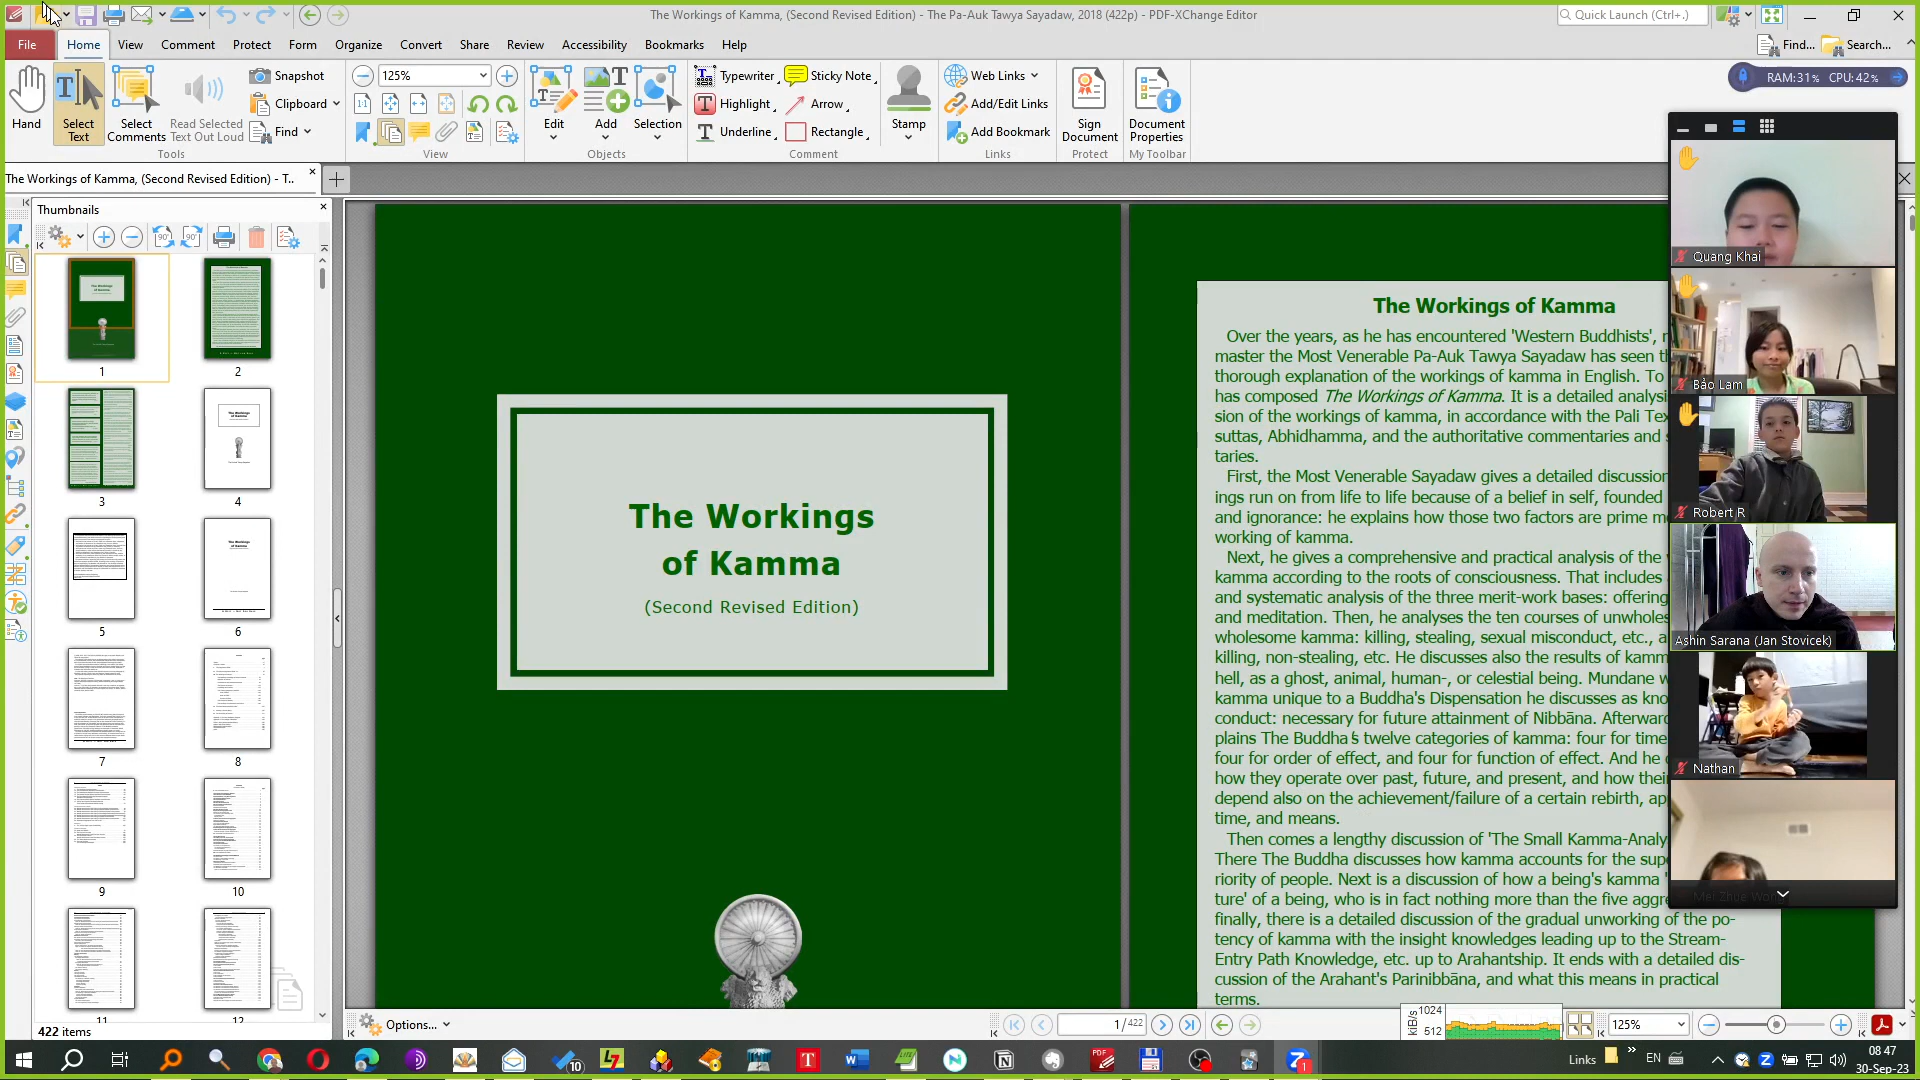 The Workings of Kamma, (Second Revised Edition) - The Pa-Auk Tawya Sayadaw, 2018 (422p) - PDF-XChange Editor
Quick Launch (Ctrl+.)
File Home View Comment Protect Form Organize Convert Share Review Accessibility Bookmarks Help
Find... Search...
Hand
Select Text
Select Comments
Read Selected Text Out Loud
Snapshot
Clipboard
Find
Tools
125%
View
Edit
Add
Selection
Objects
Typewriter
Sticky Note
Highlight
Arrow
Underline
Rectangle
Stamp
Comment
Web Links
Add/Edit Links
Add Bookmark
Links
Sign Document
Protect
Document Properties
My Toolbar
RAM:31% CPU:42%
The Workings of Kamma, (Second Revised Edition) - T..
Thumbnails
1
2
3
4
5
6
7
8
9
10
11
12
422 items
The Workings
of Kamma
(Second Revised Edition)
The Workings of Kamma
Over the years, as he has encountered 'Western Buddhists',
master the Most Venerable Pa-Auk Tawya Sayadaw has seen
thorough explanation of the workings of kamma in English. To
has composed The Workings of Kamma. It is a detailed
sion of the workings of kamma, in accordance with the Pali
suttas, Abhidhamma, and the authoritative commentaries and
taries.
First, the Most Venerable Sayadaw gives a detailed discussion
ings run on from life to life because of a belief in self, founded
and ignorance: he explains how those two factors are prime
working of kamma.
Next, he gives a comprehensive and practical analysis of the
kamma according to the roots of consciousness. That includes
and systematic analysis of the three merit-work bases: offering
and meditation. Then, he analyses the ten courses of
wholesome kamma: killing, stealing, sexual misconduct, etc.,
killing, non-stealing, etc. He discusses also the results of
hell, as a ghost, animal, human-, or celestial being. Mundane
kamma unique to a Buddha's Dispensation he discusses as
conduct: necessary for future attainment of Nibbāna.
plains The Buddha's twelve categories of kamma: four for time
four for order of effect, and four for function of effect. And he
how they operate over past, future, and present, and how
depend also on the achievement/failure of a certain rebirth,
time, and means.
Then comes a lengthy discussion of 'The Small
There The Buddha discusses how kamma accounts for the
riority of people. Next is a discussion of how a being's kamma
ture' of a being, who is in fact nothing more than the five
finally, there is a detailed discussion of the gradual unworking of the po-
tency of kamma with the insight knowledges leading up to the Stream-
Entry Path Knowledge, etc. up to Arahantship. It ends with a detailed dis-
cussion of the Arahant's Parinibbāna, and what this means in practical
terms.
Quang Khai
Bảo Lam
Robert R
Ashin Sarana (Jan Stovicek)
Nathan
Options...
1 / 422
kiB/s 1024
512
125%
Links
EN
08 47
30-Sep-23